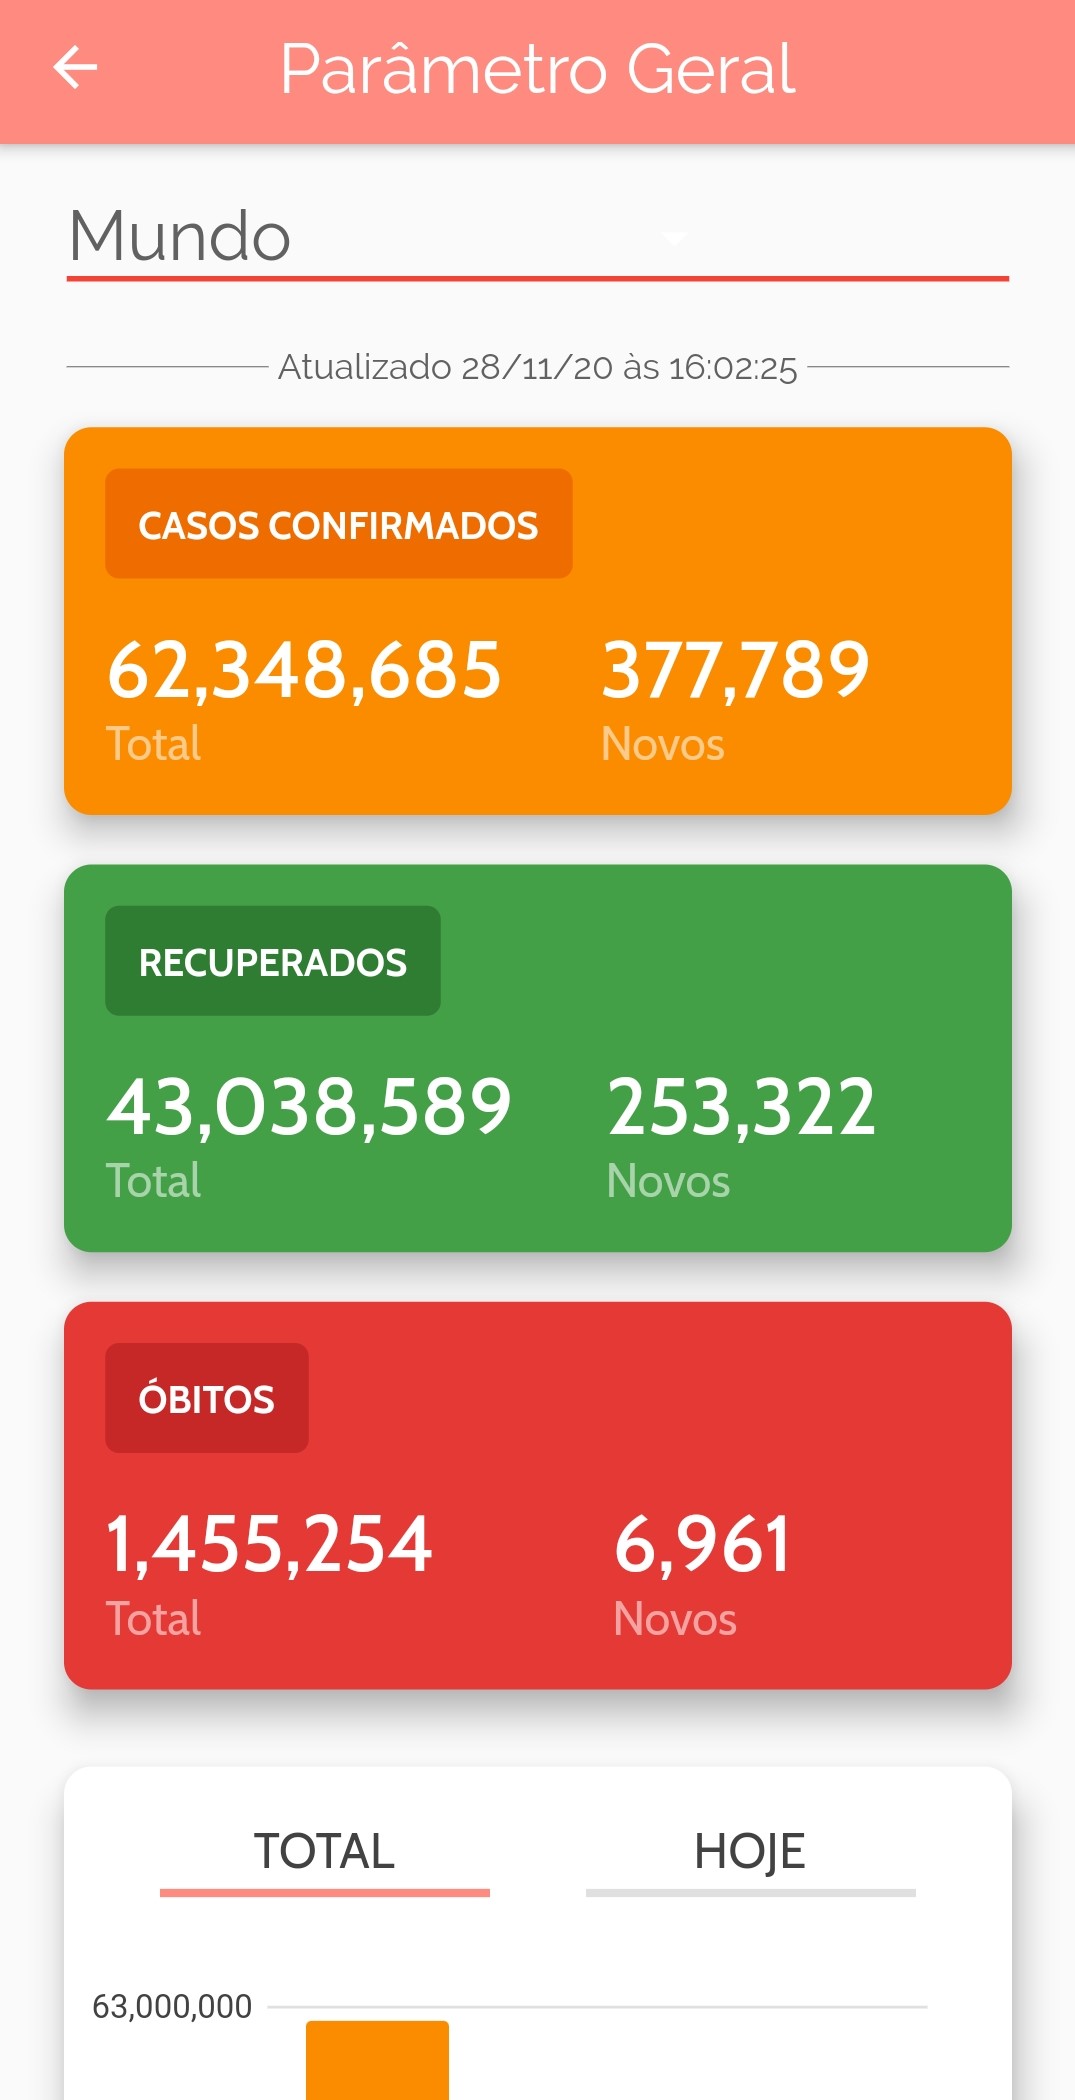 Parâmetro Geral
Mundo
Atualizado 28/11/20 às 16:02:25
CASOS CONFIRMADOS
62,348,685 377,789
Total Novos
RECUPERADOS
43,038,589 253,322
Total Novos
ÓBITOS
1,455,254 6,961
Total Novos
TOTAL HOJE
63,000,000